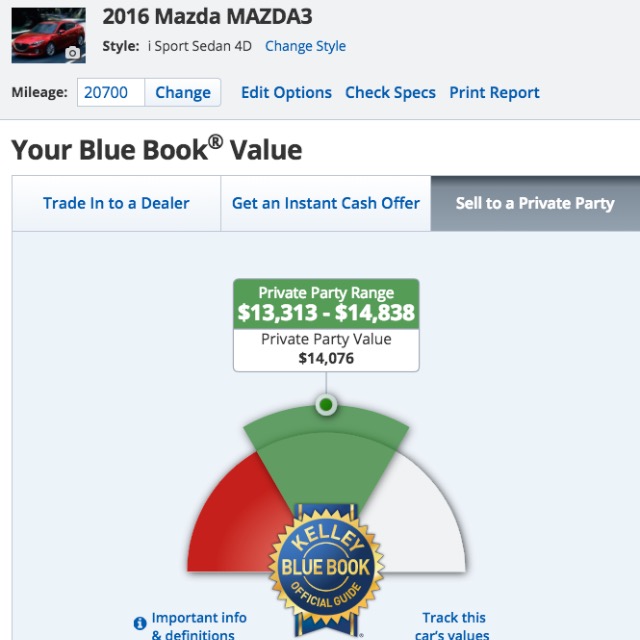 2016 Mazda MAZDA3
Style: i Sport Sedan 4D Change Style
Mileage: 20700 Change Edit Options Check Specs Print Report
Your Blue Book® Value
Trade In to a Dealer Get an Instant Cash Offer Sell to a Private Party
Private Party Range
$13,313 - $14,838
Private Party Value
$14,076
KELLEY
BLUE BOOK
OFFICIAL GUIDE
®
Important info
& definitions
Track this
car's values